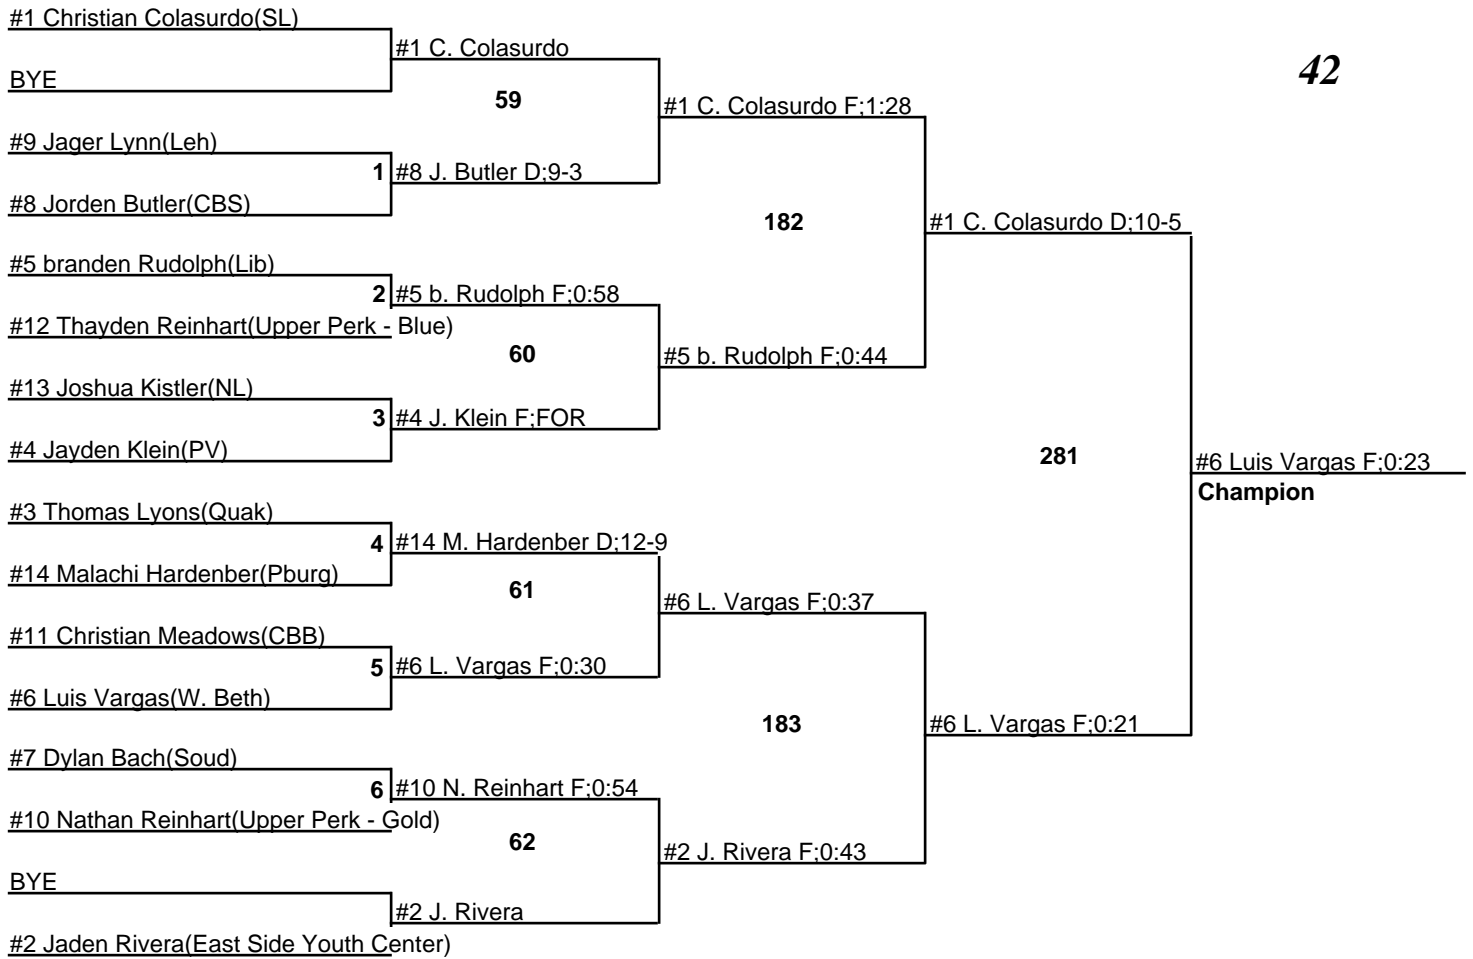 #1 Christian Colasurdo(SL)
#1 C. Colasurdo
42
BYE
59
#1 C. Colasurdo F;1:28
#9 Jager Lynn(Leh)
1
#8 J. Butler D;9-3
#8 Jorden Butler(CBS)
182
#1 C. Colasurdo D;10-5
#5 branden Rudolph(Lib)
2
#5 b. Rudolph F;0:58
#12 Thayden Reinhart(Upper Perk - Blue)
60
#5 b. Rudolph F;0:44
#13 Joshua Kistler(NL)
3
#4 J. Klein F;FOR
#4 Jayden Klein(PV)
281
#6 Luis Vargas F;0:23
Champion
#3 Thomas Lyons(Quak)
4
#14 M. Hardenber D;12-9
#14 Malachi Hardenber(Pburg)
61
#6 L. Vargas F;0:37
#11 Christian Meadows(CBB)
5
#6 L. Vargas F;0:30
#6 Luis Vargas(W. Beth)
183
#6 L. Vargas F;0:21
#7 Dylan Bach(Soud)
6
#10 N. Reinhart F;0:54
#10 Nathan Reinhart(Upper Perk - Gold)
62
#2 J. Rivera F;0:43
BYE
#2 J. Rivera
#2 Jaden Rivera(East Side Youth Center)